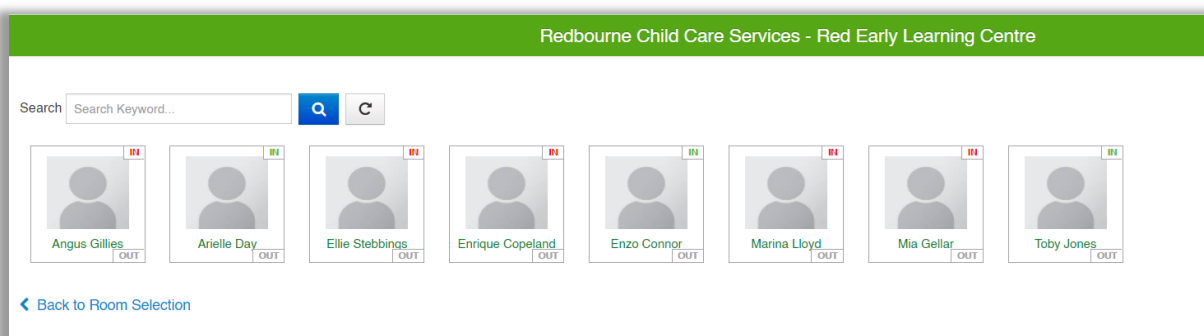 Redbourne Child Care Services - Red Early Learning Centre
Search Search Keyword...
IN IN IN IN IN IN IN IN
Angus Gillies Arielle Day Ellie Stebbings Enrique Copeland Enzo Connor Marina Lloyd Mia Gellar Toby Jones
OUT OUT OUT OUT OUT OUT OUT OUT
Back to Room Selection